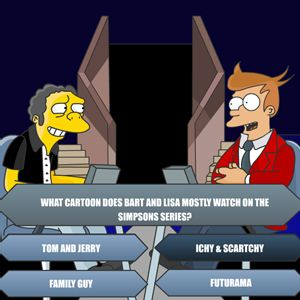 WHAT CARTOON DOES BART AND LISA MOSTLY WATCH ON THE
SIMPSONS SERIES?
TOM AND JERRY
ICHY & SCARTCHY
FAMILY GUY
FUTURAMA